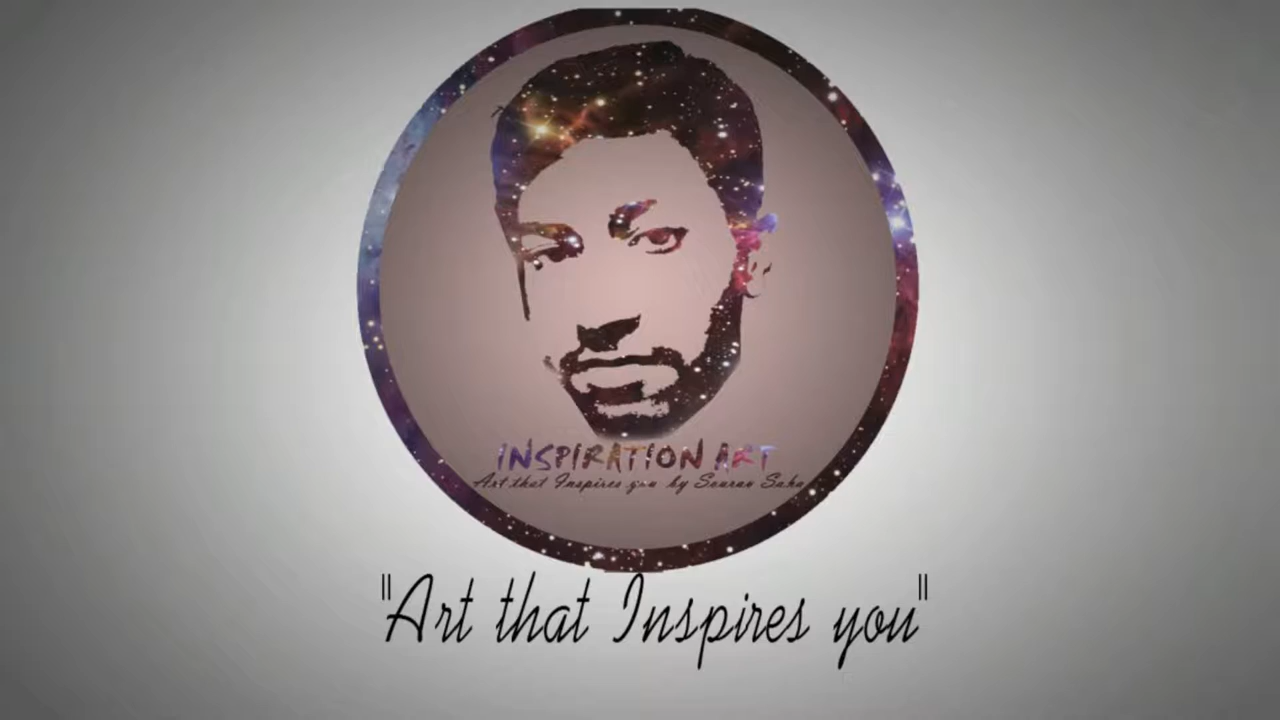 INSPIRATION ART
Art that Inspires you by Sourav Saha
"Art that Inspires you"